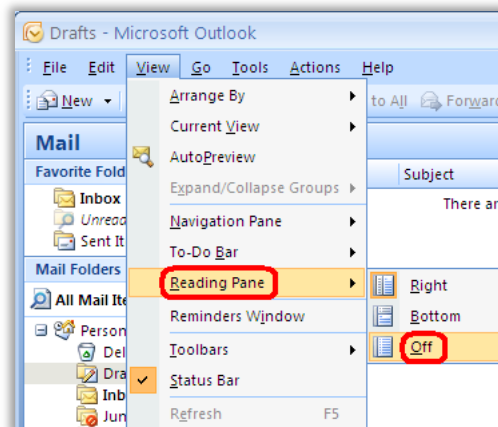 Drafts - Microsoft Outlook
File Edit View Go Tools Actions Help
New to All Forward
Mail
Arrange By
Current View
Favorite Fold
AutoPreview
Subject
Inbox
Expand/Collapse Groups
There ar
Unread
Navigation Pane
Sent It
To-Do Bar
Mail Folders
Reading Pane
Right
All Mail Ite
Reminders Window
Bottom
Person
Toolbars
Off
Del
Dra
Status Bar
Inb
Jun
Refresh F5